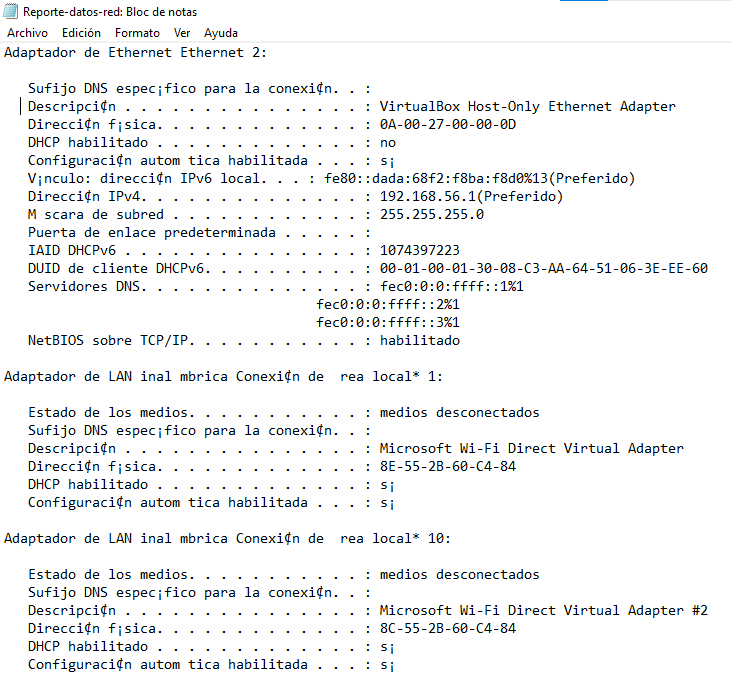 Reporte-datos-red: Bloc de notas
Archivo Edición Formato Ver Ayuda
Adaptador de Ethernet Ethernet 2:
Sufijo DNS espec¡fico para la conexi¢n. . :
Descripci¢n . . . . . . . . . . . . . . . : VirtualBox Host-Only Ethernet Adapter
Direcci¢n f¡sica. . . . . . . . . . . . . : 0A-00-27-00-00-0D
DHCP habilitado . . . . . . . . . . . . . : no
Configuraci¢n autom tica habilitada . . . : s¡
V¡nculo: direcci¢n IPv6 local. . . : fe80::dada:68f2:f8ba:f8d0%13(Preferido)
Direcci¢n IPv4. . . . . . . . . . . . . . : 192.168.56.1(Preferido)
M scara de subred . . . . . . . . . . . . : 255.255.255.0
Puerta de enlace predeterminada . . . . . :
IAID DHCPv6 . . . . . . . . . . . . . . . : 1074397223
DUID de cliente DHCPv6. . . . . . . . . . : 00-01-00-01-30-08-C3-AA-64-51-06-3E-EE-60
Servidores DNS. . . . . . . . . . . . . . : fec0:0:0:ffff::1%1
fec0:0:0:ffff::2%1
fec0:0:0:ffff::3%1
NetBIOS sobre TCP/IP. . . . . . . . . . . : habilitado
Adaptador de LAN inal mbrica Conexi¢n de  rea local* 1:
Estado de los medios. . . . . . . . . . . : medios desconectados
Sufijo DNS espec¡fico para la conexi¢n. . :
Descripci¢n . . . . . . . . . . . . . . . : Microsoft Wi-Fi Direct Virtual Adapter
Direcci¢n f¡sica. . . . . . . . . . . . . : 8E-55-2B-60-C4-84
DHCP habilitado . . . . . . . . . . . . . : s¡
Configuraci¢n autom tica habilitada . . . : s¡
Adaptador de LAN inal mbrica Conexi¢n de  rea local* 10:
Estado de los medios. . . . . . . . . . . : medios desconectados
Sufijo DNS espec¡fico para la conexi¢n. . :
Descripci¢n . . . . . . . . . . . . . . . : Microsoft Wi-Fi Direct Virtual Adapter #2
Direcci¢n f¡sica. . . . . . . . . . . . . : 8C-55-2B-60-C4-84
DHCP habilitado . . . . . . . . . . . . . : s¡
Configuraci¢n autom tica habilitada . . . : s¡